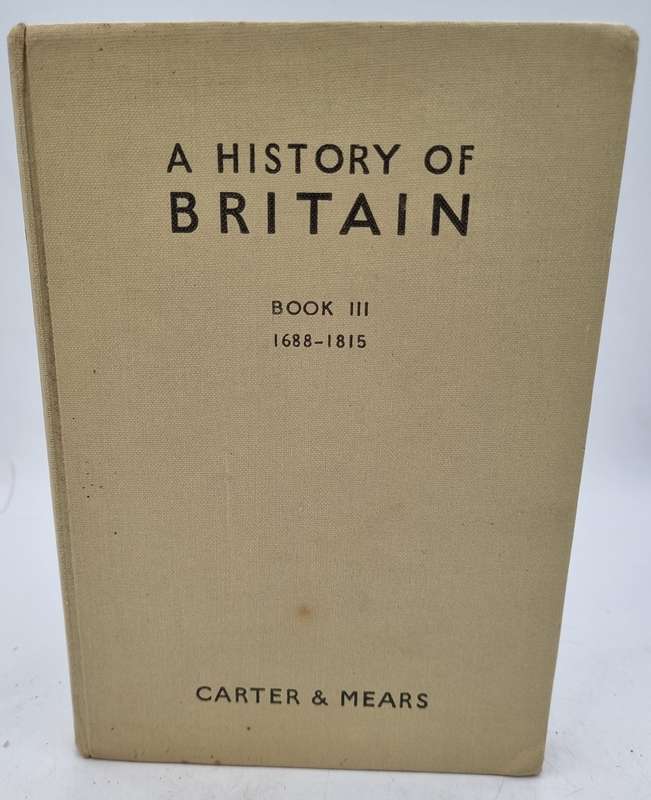 A HISTORY OF
BRITAIN
BOOK III
1688-1815
CARTER & MEARS